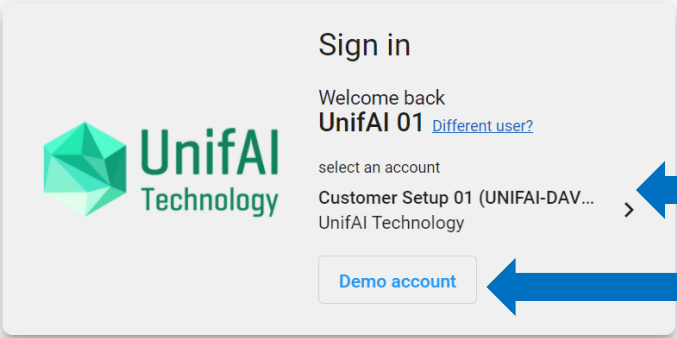 UnifAI
Technology
Sign in
Welcome back
UnifAI 01 Different user?
select an account
Customer Setup 01 (UNIFAI-DAV...
UnifAI Technology
Demo account